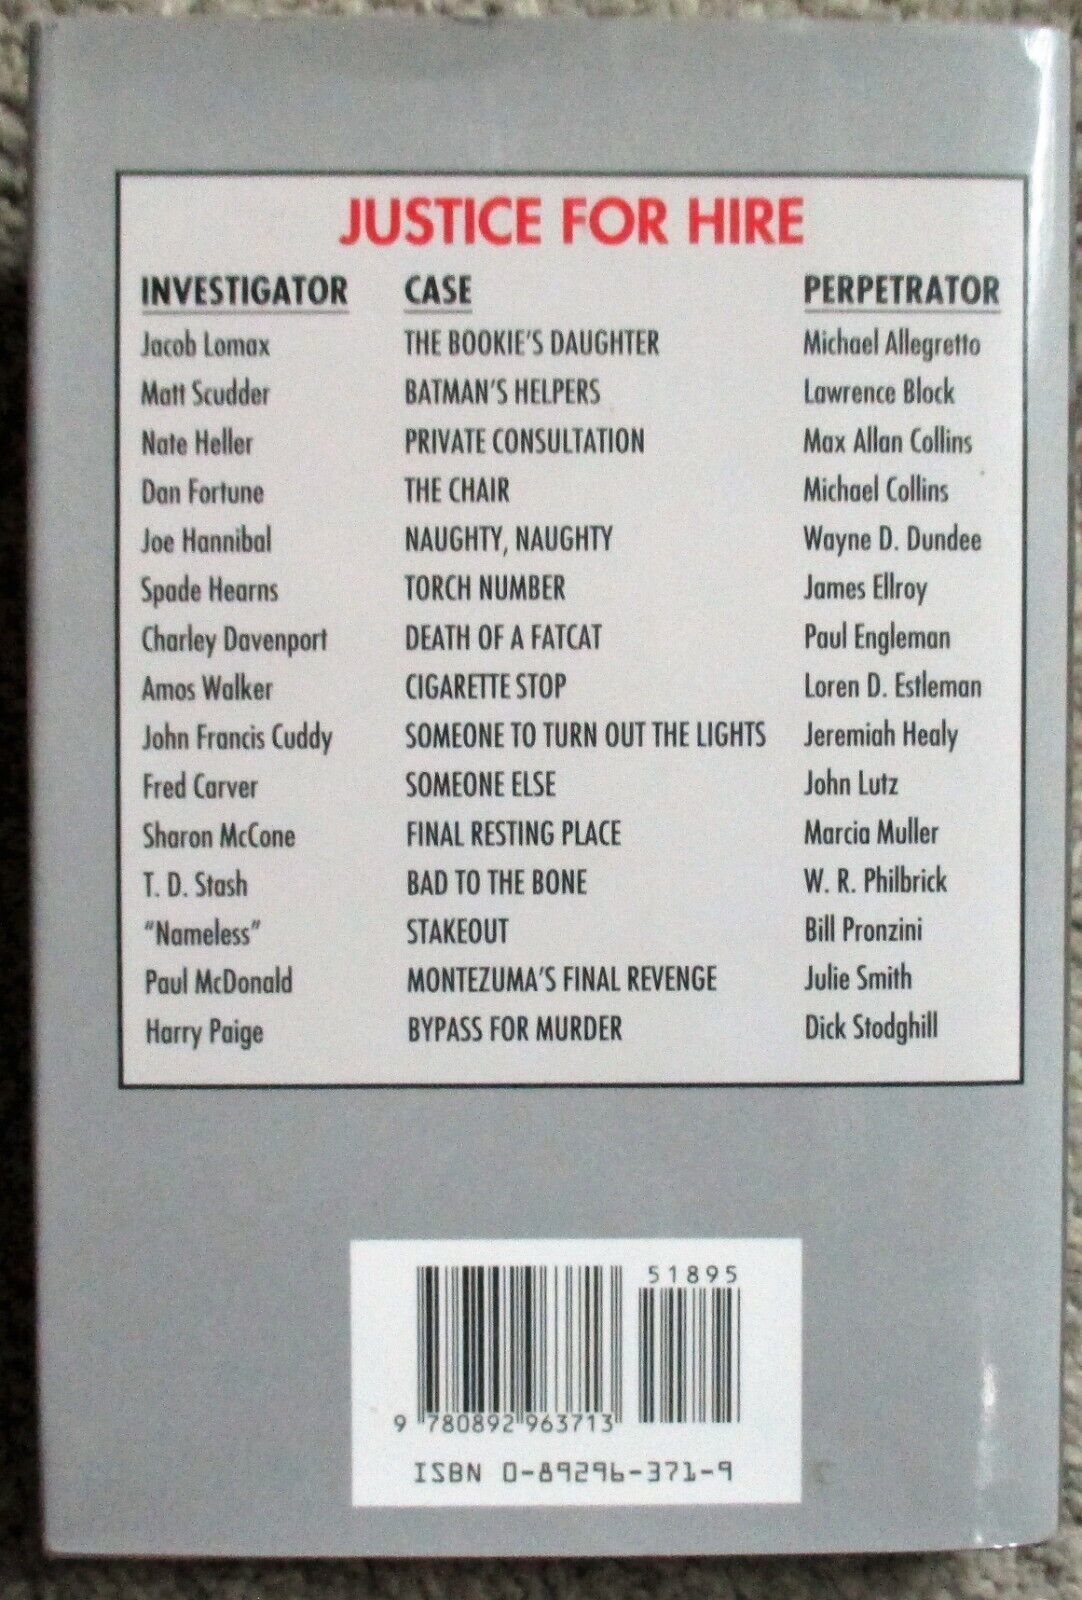 JUSTICE FOR HIRE
INVESTIGATOR CASE PERPETRATOR
Jacob Lomax THE BOOKIE'S DAUGHTER Michael Allegretto
Matt Scudder BATMAN'S HELPERS Lawrence Block
Nate Heller PRIVATE CONSULTATION Max Allan Collins
Dan Fortune THE CHAIR Michael Collins
Joe Hannibal NAUGHTY, NAUGHTY Wayne D. Dundee
Spade Hearns TORCH NUMBER James Ellroy
Charley Davenport DEATH OF A FATCAT Paul Engleman
Amos Walker CIGARETTE STOP Loren D. Estleman
John Francis Cuddy SOMEONE TO TURN OUT THE LIGHTS Jeremiah Healy
Fred Carver SOMEONE ELSE John Lutz
Sharon McCone FINAL RESTING PLACE Marcia Muller
T. D. Stash BAD TO THE BONE W. R. Philbrick
"Nameless" STAKEOUT Bill Pronzini
Paul McDonald MONTEZUMA'S FINAL REVENGE Julie Smith
Harry Paige BYPASS FOR MURDER Dick Stodghill
51895
9 780892 963713
ISBN 0-89296-371-9